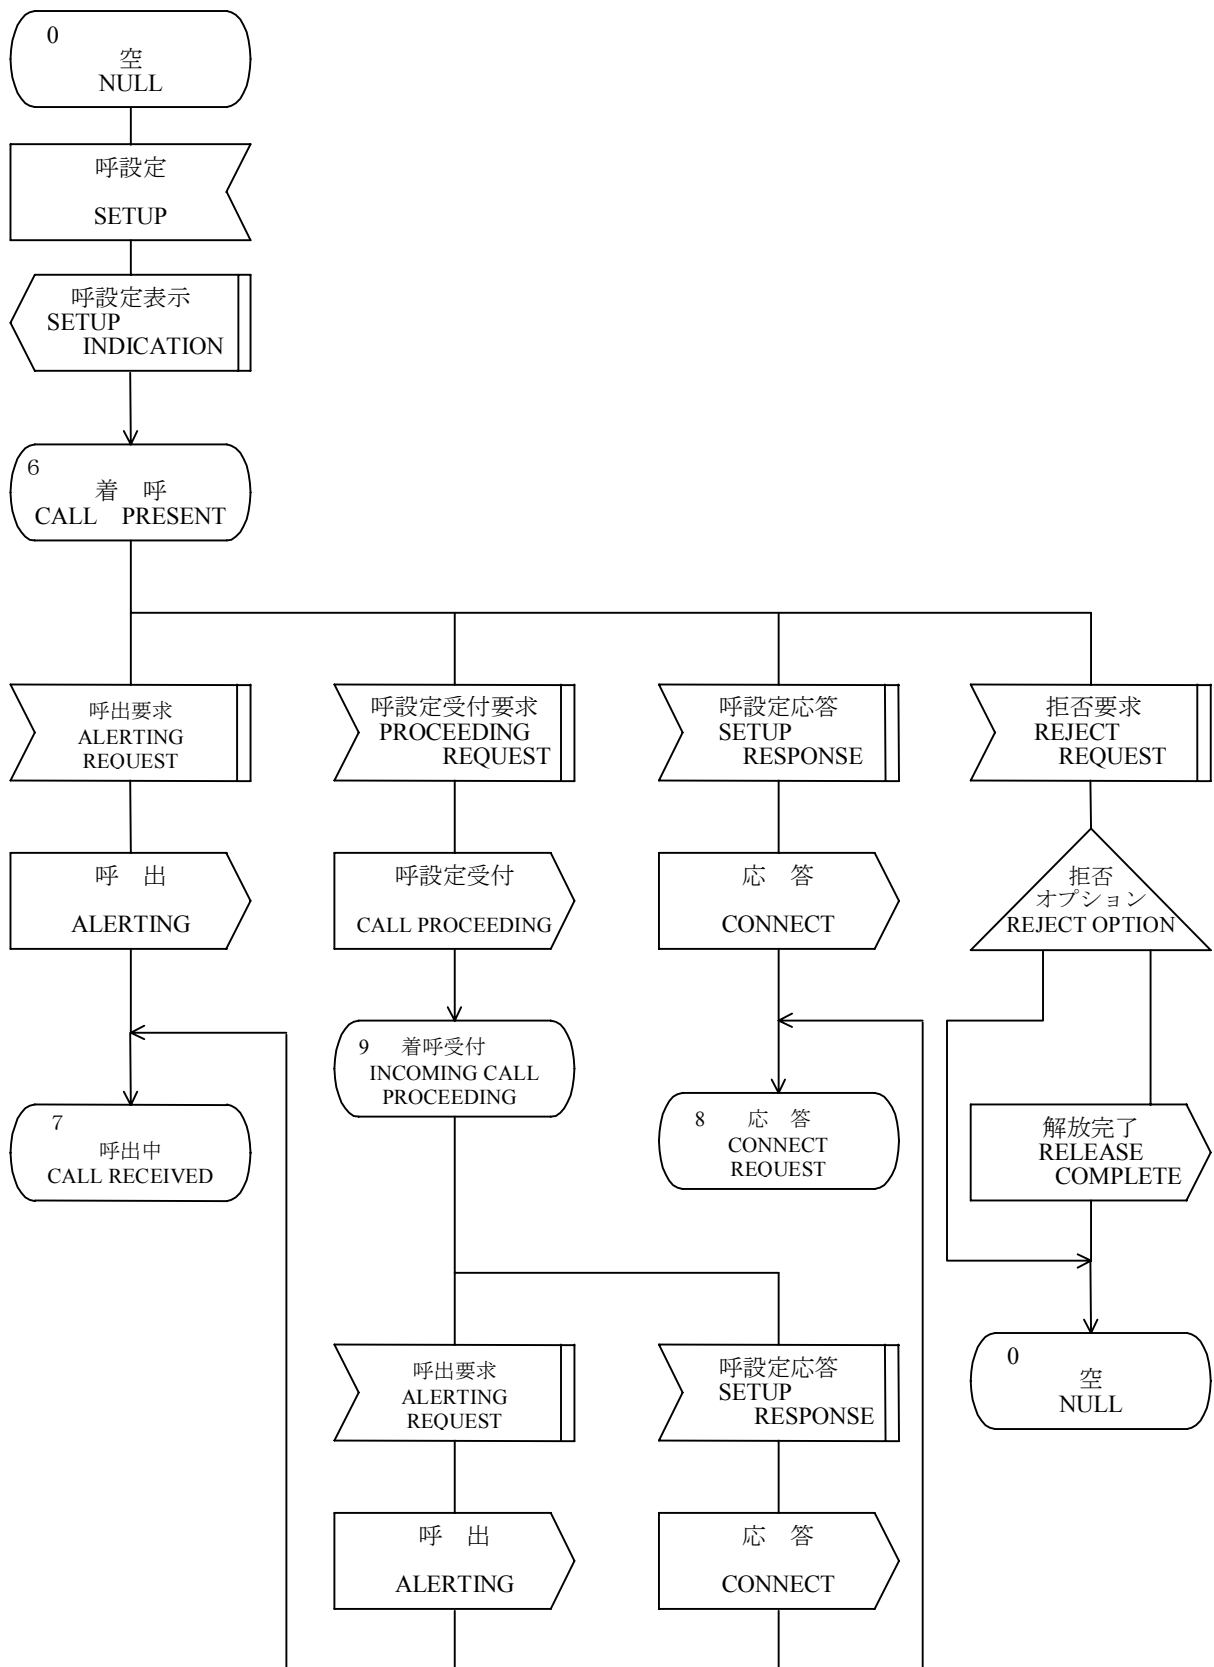 0
空
NULL
呼設定
SETUP
呼設定表示
SETUP
INDICATION
6
着 呼
CALL PRESENT
呼出要求
ALERTING
REQUEST
呼設定受付要求
PROCEEDING
REQUEST
呼設定応答
SETUP
RESPONSE
拒否要求
REJECT
REQUEST
呼 出
ALERTING
呼設定受付
CALL PROCEEDING
応 答
CONNECT
拒否
オプション
REJECT OPTION
9 着呼受付
INCOMING CALL
PROCEEDING
7
呼出中
CALL RECEIVED
8 応 答
CONNECT
REQUEST
解放完了
RELEASE
COMPLETE
呼出要求
ALERTING
REQUEST
呼設定応答
SETUP
RESPONSE
0
空
NULL
呼 出
ALERTING
応 答
CONNECT